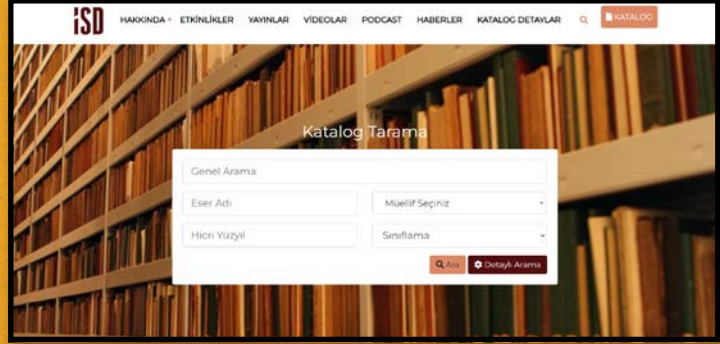 İSD HAKKINDA ETKİNLİKLER YAYINLAR VİDEOLAR PODCAST HABERLER KATALOG DETAYLAR KATALOG
Katalog Tarama
Genel Arama
Eser Adı Müellif Seçiniz
Hicri Yüzyıl Sınıflama
Ara Detaylı Arama